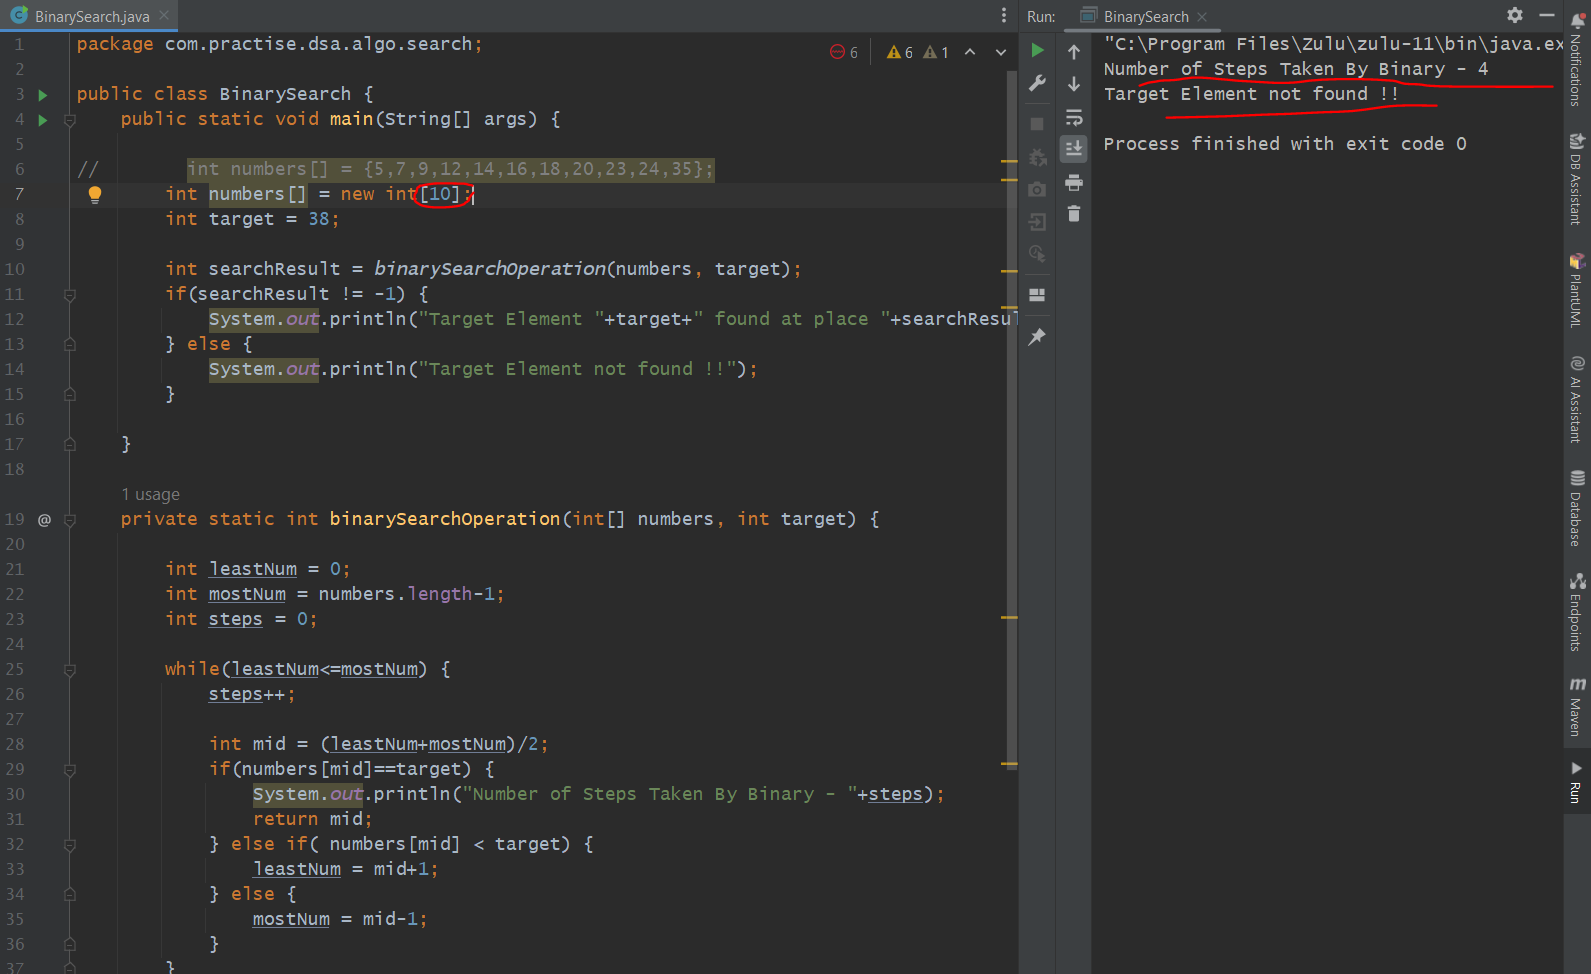 BinarySearch.java
6 6 1
1 package com.practise.dsa.algo.search;
2
3 public class BinarySearch {
4 public static void main(String[] args) {
5
6 // int numbers[] = {5,7,9,12,14,16,18,20,23,24,35};
7 int numbers[] = new int[10];
8 int target = 38;
9
10 int searchResult = binarySearchOperation(numbers, target);
11 if(searchResult != -1) {
12 System.out.println("Target Element "+target+" found at place "+searchResul
13 } else {
14 System.out.println("Target Element not found !!");
15 }
16
17 }
18
1 usage
19 @ private static int binarySearchOperation(int[] numbers, int target) {
20
21 int leastNum = 0;
22 int mostNum = numbers.length-1;
23 int steps = 0;
24
25 while(leastNum<=mostNum) {
26 steps++;
27
28 int mid = (leastNum+mostNum)/2;
29 if(numbers[mid]==target) {
30 System.out.println("Number of Steps Taken By Binary - "+steps);
31 return mid;
32 } else if( numbers[mid] < target) {
33 leastNum = mid+1;
34 } else {
35 mostNum = mid-1;
36 }
37 }
Run: BinarySearch
"C:\Program Files\Zulu\zulu-11\bin\java.ex
Number of Steps Taken By Binary - 4
Target Element not found !!
Process finished with exit code 0
Notifications
DB Assistant
PlantUML
AI Assistant
Database
Endpoints
Maven
Run